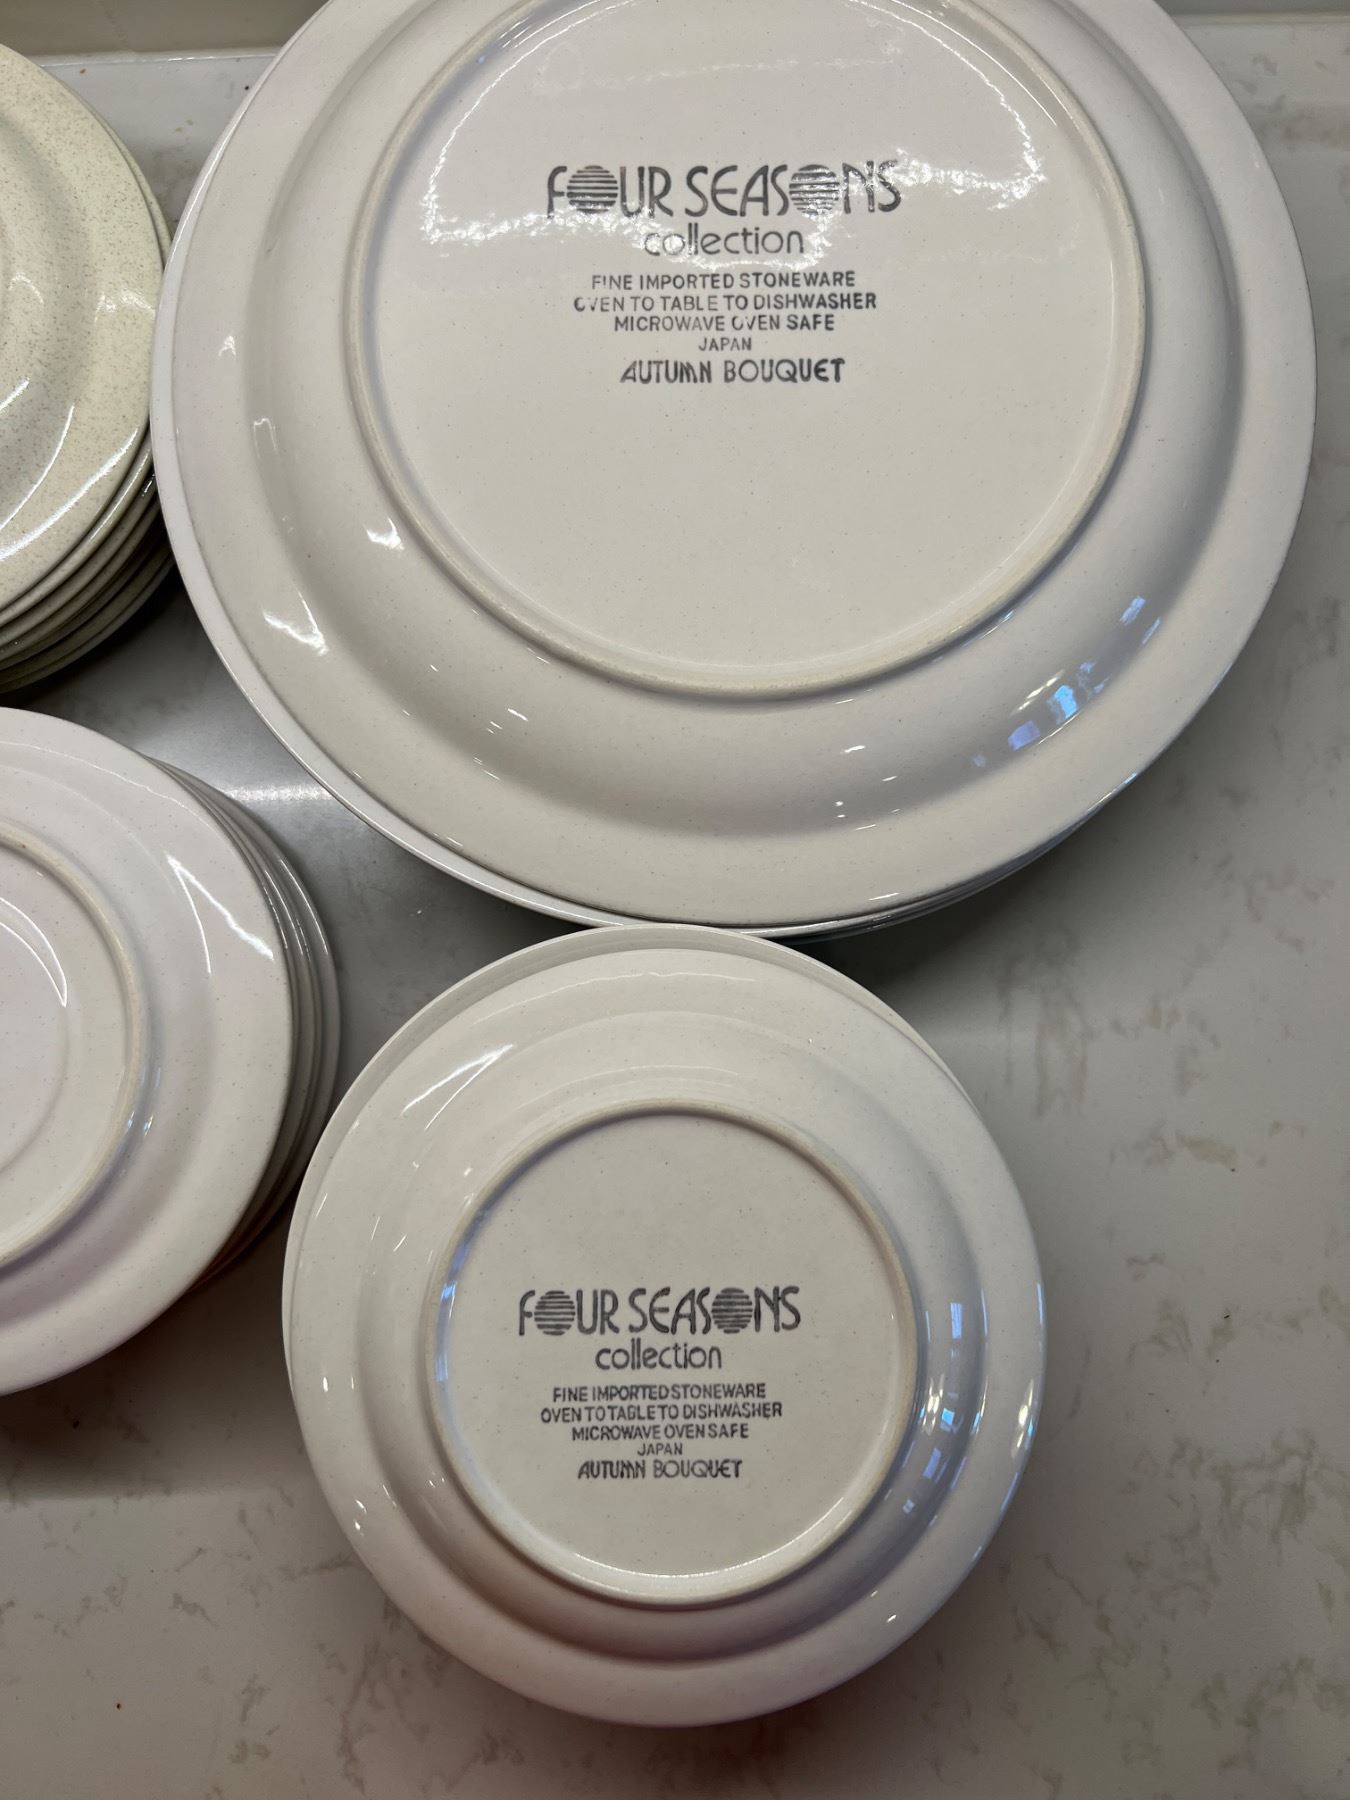 FOUR SEASONS
collection
FINE IMPORTED STONEWARE
OVEN TO TABLE TO DISHWASHER
MICROWAVE OVEN SAFE
JAPAN
AUTUMN BOUQUET
FOUR SEASONS
collection
FINE IMPORTED STONEWARE
OVEN TO TABLE TO DISHWASHER
MICROWAVE OVEN SAFE
JAPAN
AUTUMN BOUQUET